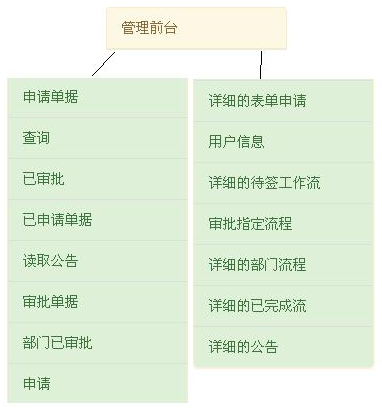 管理前台
申请单据
查询
已审批
已申请单据
读取公告
审批单据
部门已审批
申请
详细的表单申请
用户信息
详细的待签工作流
审批指定流程
详细的部门流程
详细的已完成流
详细的公告